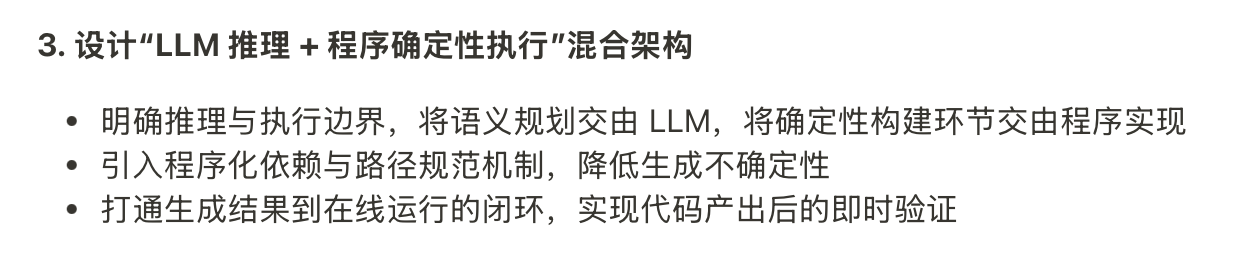 3. 设计“LLM 推理 + 程序确定性执行”混合架构
• 明确推理与执行边界，将语义规划交由 LLM，将确定性构建环节交由程序实现
• 引入程序化依赖与路径规范机制，降低生成不确定性
• 打通生成结果到在线运行的闭环，实现代码产出后的即时验证